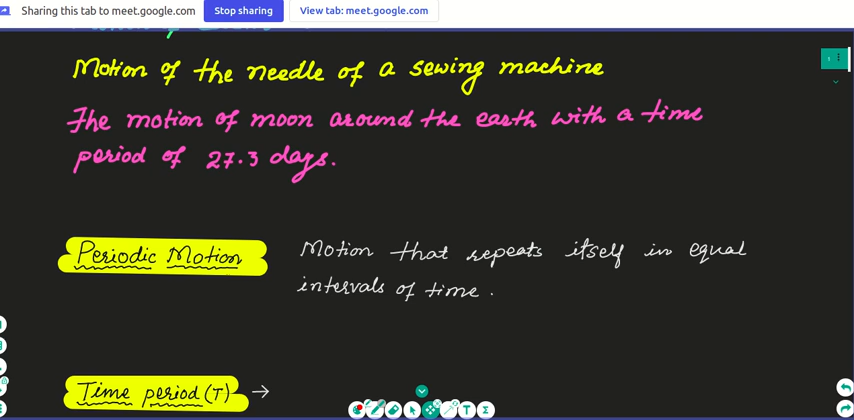 Sharing this tab to meet.google.com
Stop sharing
View tab: meet.google.com
Motion of the needle of a sewing machine
The motion of moon around the earth with a time
period of 27.3 days.
Periodic Motion
Motion that repeats itself in equal
intervals of time.
Time period (T) →
1
T
Σ